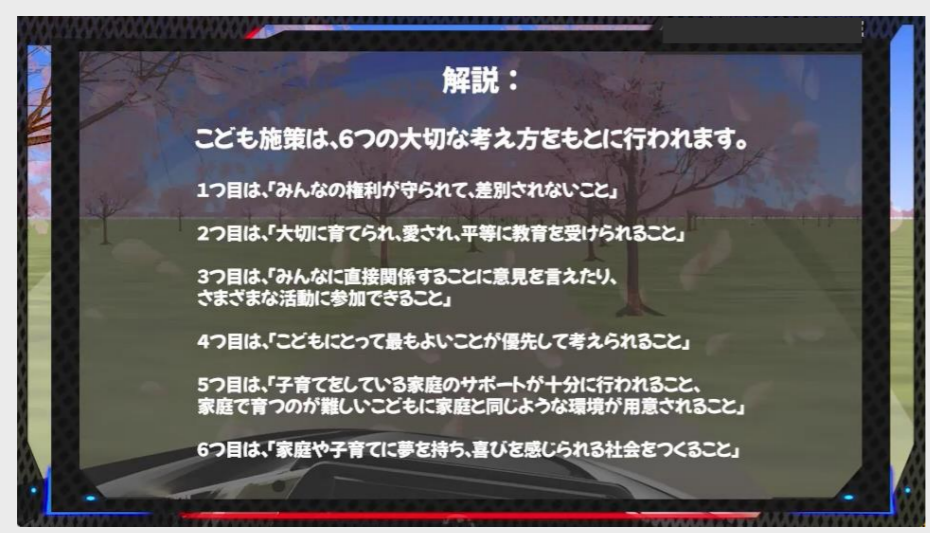 解説：
こども施策は、6つの大切な考え方をもとに行われます。
1つ目は、「みんなの権利が守られて、差別されないこと」
2つ目は、「大切に育てられ、愛され、平等に教育を受けられること」
3つ目は、「みんなに直接関係することに意見を言えたり、
さまざまな活動に参加できること」
4つ目は、「こどもにとって最もよいことが優先して考えられること」
5つ目は、「子育てをしている家庭のサポートが十分に行われること、
家庭で育つのが難しいこどもに家庭と同じような環境が用意されること」
6つ目は、「家庭や子育てに夢を持ち、喜びを感じられる社会をつくること」